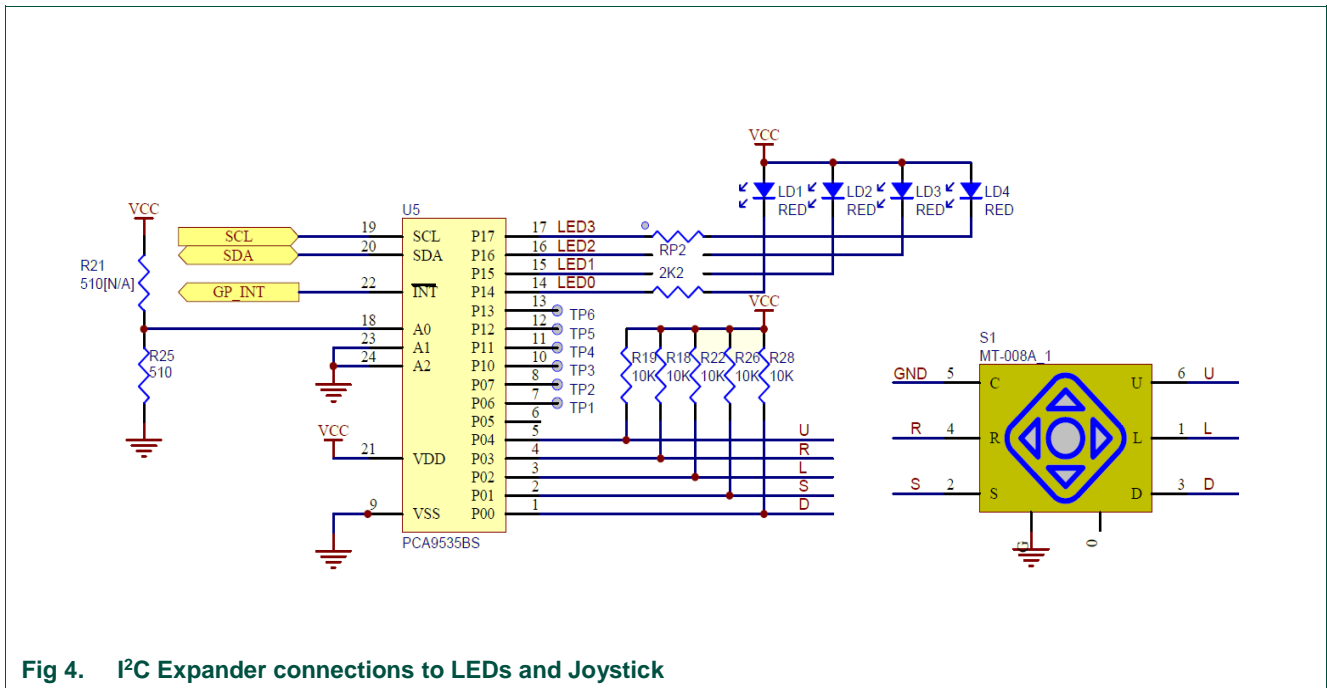 VCC
LD1
RED
LD2
RED
LD3
RED
LD4
RED
VCC
R21
510[N/A]
R25
510
SCL
SDA
GP_INT
U5
19 SCL P17 17 LED3
20 SDA P16 16 LED2
P15 15 LED1
22 INT P14 14 LED0
P13 13 TP6
18 A0 P12 12 TP5
23 A1 P11 11 TP4
24 A2 P10 10 TP3
P07 8 TP2
P06 7 TP1
P05 6
P04 5 U
VCC
21 VDD P03 4 R
P02 3 L
P01 2 S
9 VSS P00 1 D
PCA9535BS
RP2
2K2
VCC
R19 R18 R22 R26 R28
10K 10K 10K 10K 10K
S1
MT-008A_1
GND 5 C U 6 U
R 4 R L 1 L
S 2 S D 3 D
G 0
Fig 4. I²C Expander connections to LEDs and Joystick